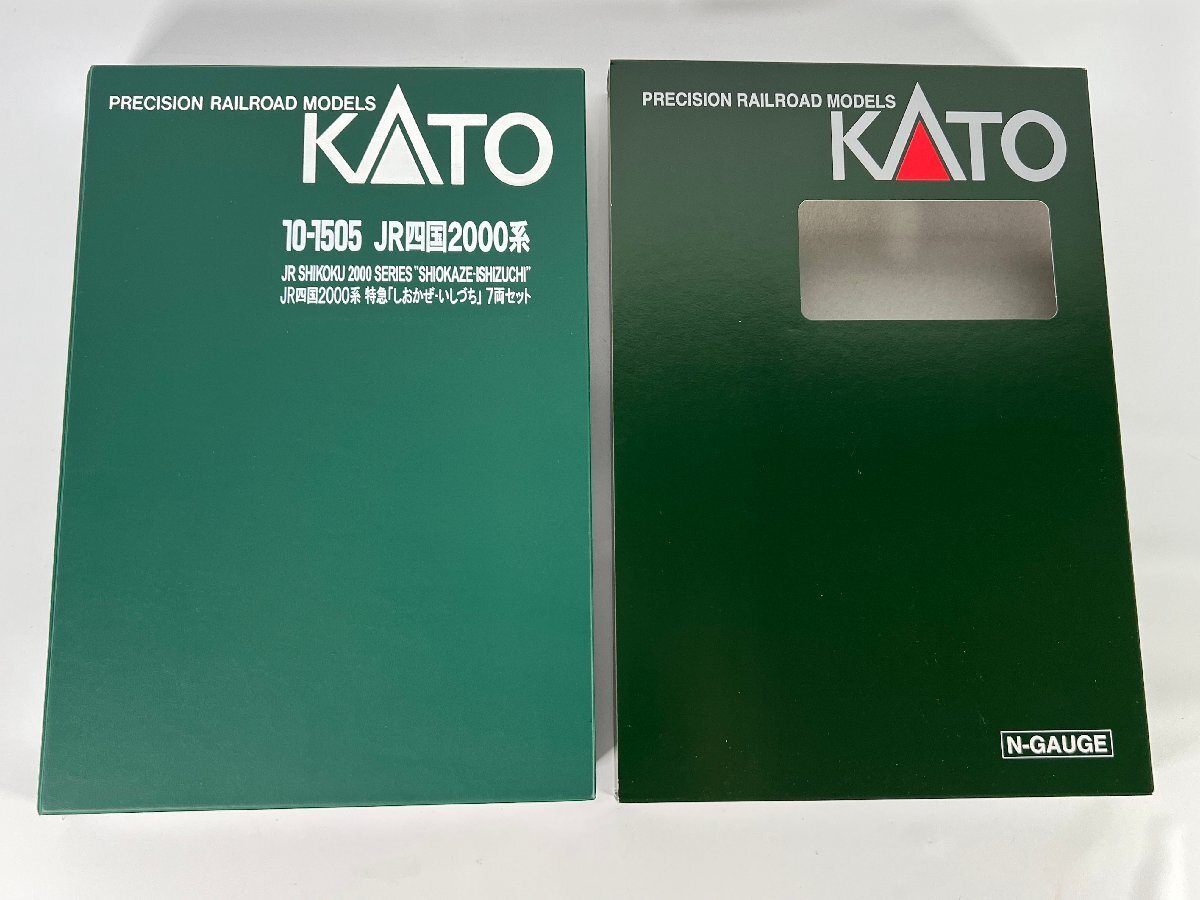 PRECISION RAILROAD MODELS
KATO
10-1505 JR四国2000系
JR SHIKOKU 2000 SERIES "SHIOKAZE-ISHIZUCHI"
JR四国2000系 特急「しおかぜ・いしづち」 7両セット
PRECISION RAILROAD MODELS
KATO
N-GAUGE